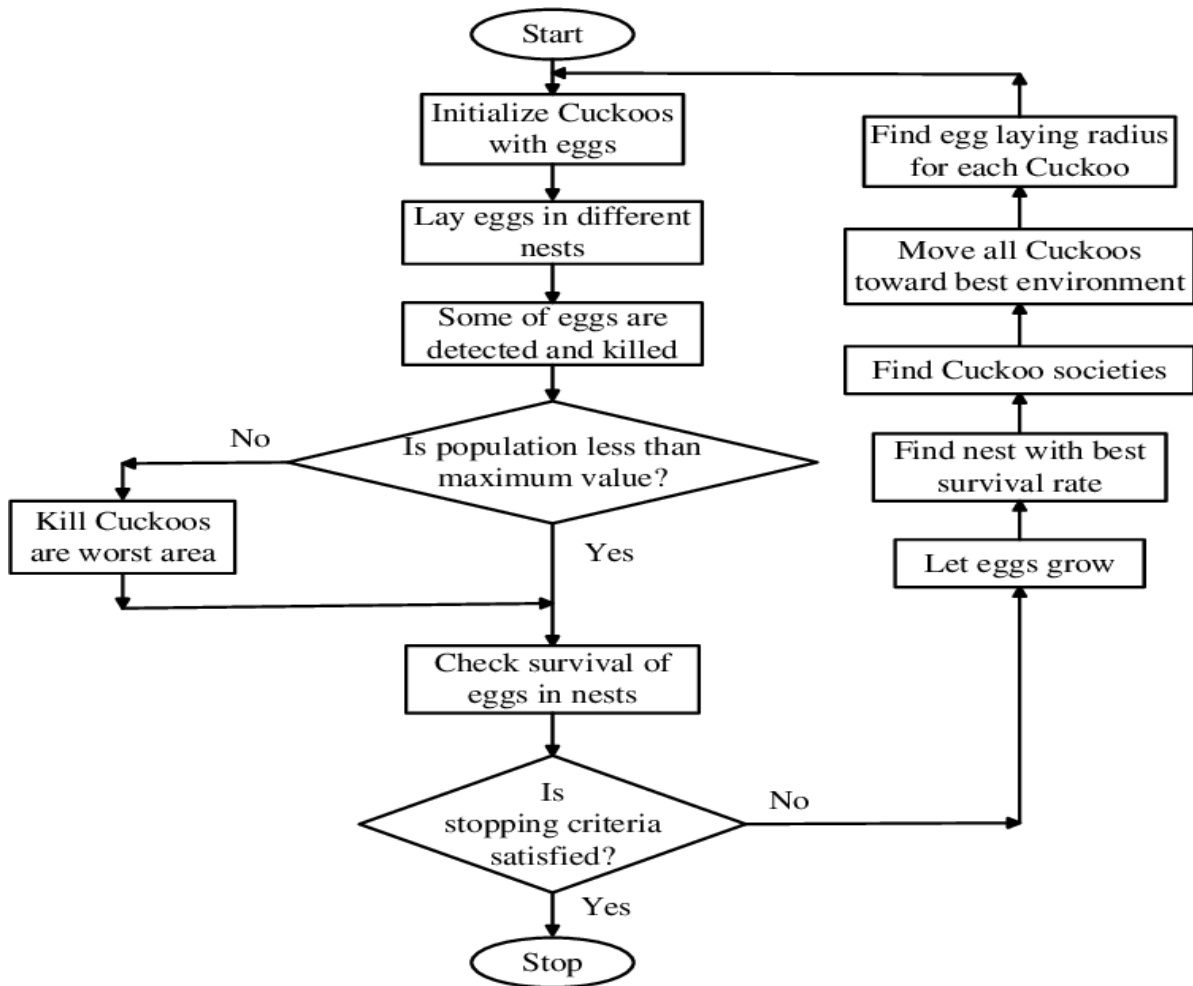 Start
Initialize Cuckoos
with eggs
Lay eggs in different
nests
Some of eggs are
detected and killed
Is population less than
maximum value?
No
Kill Cuckoos
are worst area
Yes
Check survival of
eggs in nests
Is
stopping criteria
satisfied?
Yes
Stop
No
Let eggs grow
Find nest with best
survival rate
Find Cuckoo societies
Move all Cuckoos
toward best environment
Find egg laying radius
for each Cuckoo